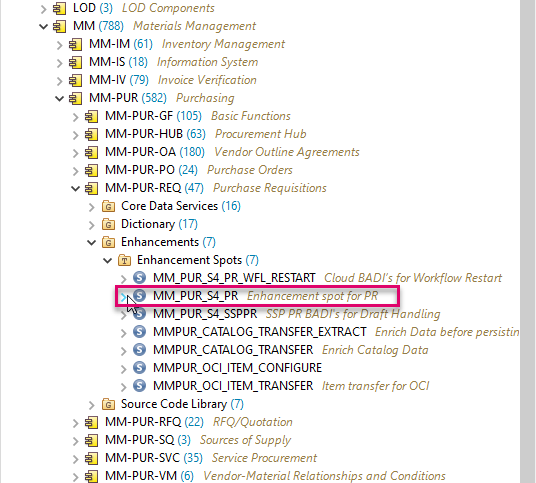 LOD (3) LOD Components
MM (788) Materials Management
MM-IM (61) Inventory Management
MM-IS (18) Information System
MM-IV (79) Invoice Verification
MM-PUR (582) Purchasing
MM-PUR-GF (105) Basic Functions
MM-PUR-HUB (63) Procurement Hub
MM-PUR-OA (180) Vendor Outline Agreements
MM-PUR-PO (24) Purchase Orders
MM-PUR-REQ (47) Purchase Requisitions
G Core Data Services (16)
G Dictionary (17)
G Enhancements (7)
T Enhancement Spots (7)
S MM_PUR_S4_PR_WFL_RESTART Cloud BADI's for Workflow Restart
S MM_PUR_S4_PR Enhancement spot for PR
S MM_PUR_S4_SSPPR SSP PR BADI's for Draft Handling
S MMPUR_CATALOG_TRANSFER_EXTRACT Enrich Data before persistin
S MMPUR_CATALOG_TRANSFER Enrich Catalog Data
S MMPUR_OCI_ITEM_CONFIGURE
S MMPUR_OCI_ITEM_TRANSFER Item transfer for OCI
G Source Code Library (7)
MM-PUR-RFQ (22) RFQ/Quotation
MM-PUR-SQ (3) Sources of Supply
MM-PUR-SVC (35) Service Procurement
MM-PUR-VM (6) Vendor-Material Relationships and Conditions